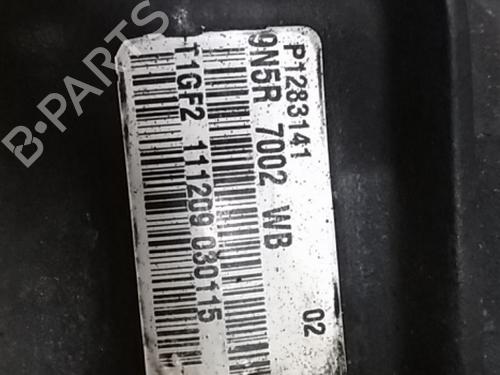 P1283141
9N5R 7002 WB
02
T1GF2 111209 030115
B-PARTS